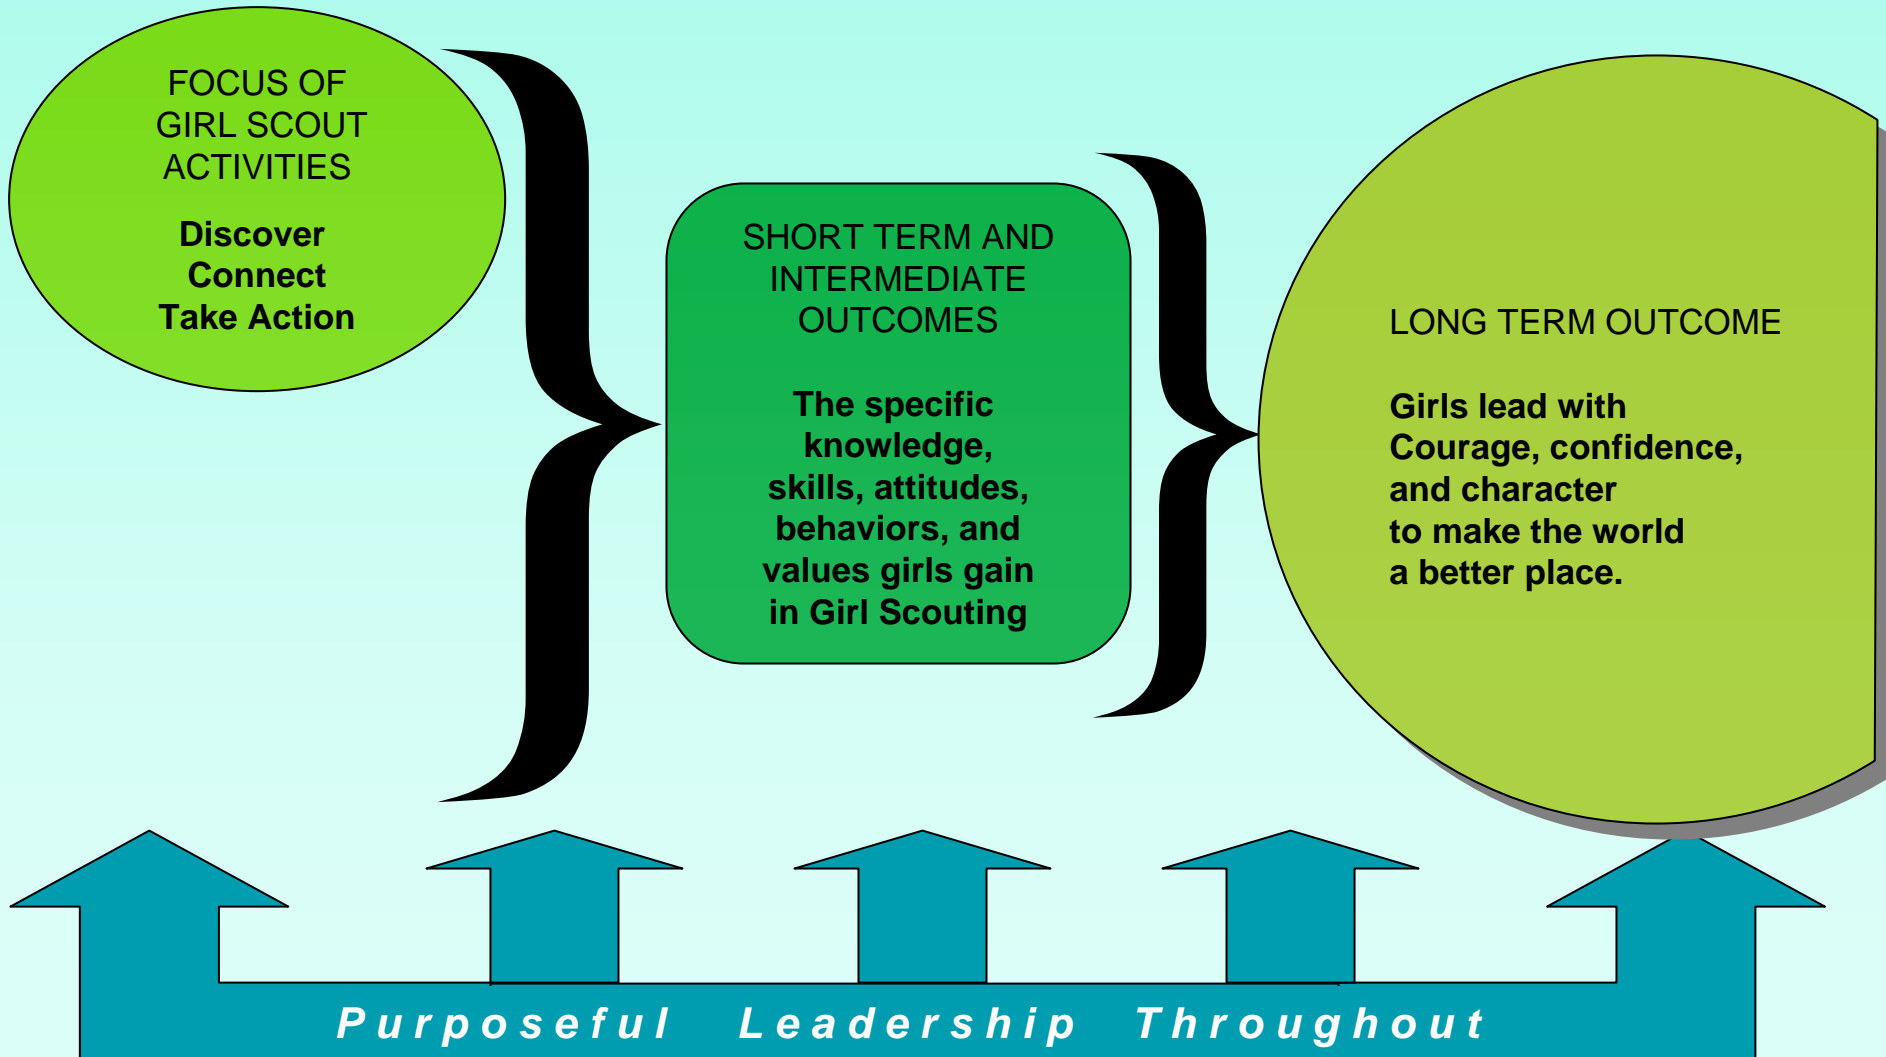 FOCUS OF
GIRL SCOUT
ACTIVITIES
Discover
Connect
Take Action
SHORT TERM AND
INTERMEDIATE
OUTCOMES
The specific
knowledge,
skills, attitudes,
behaviors, and
values girls gain
in Girl Scouting
LONG TERM OUTCOME
Girls lead with
Courage, confidence,
and character
to make the world
a better place.
Purposeful Leadership Throughout